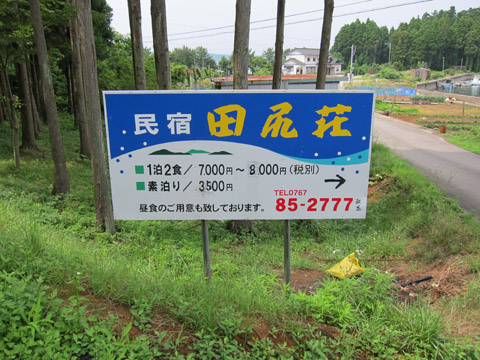 民宿 田尻荘
■1泊2食／7,000円～8,000円(税別)
■素泊り／3,500円
昼食のご用意も致しております。
TEL0767
85-2777